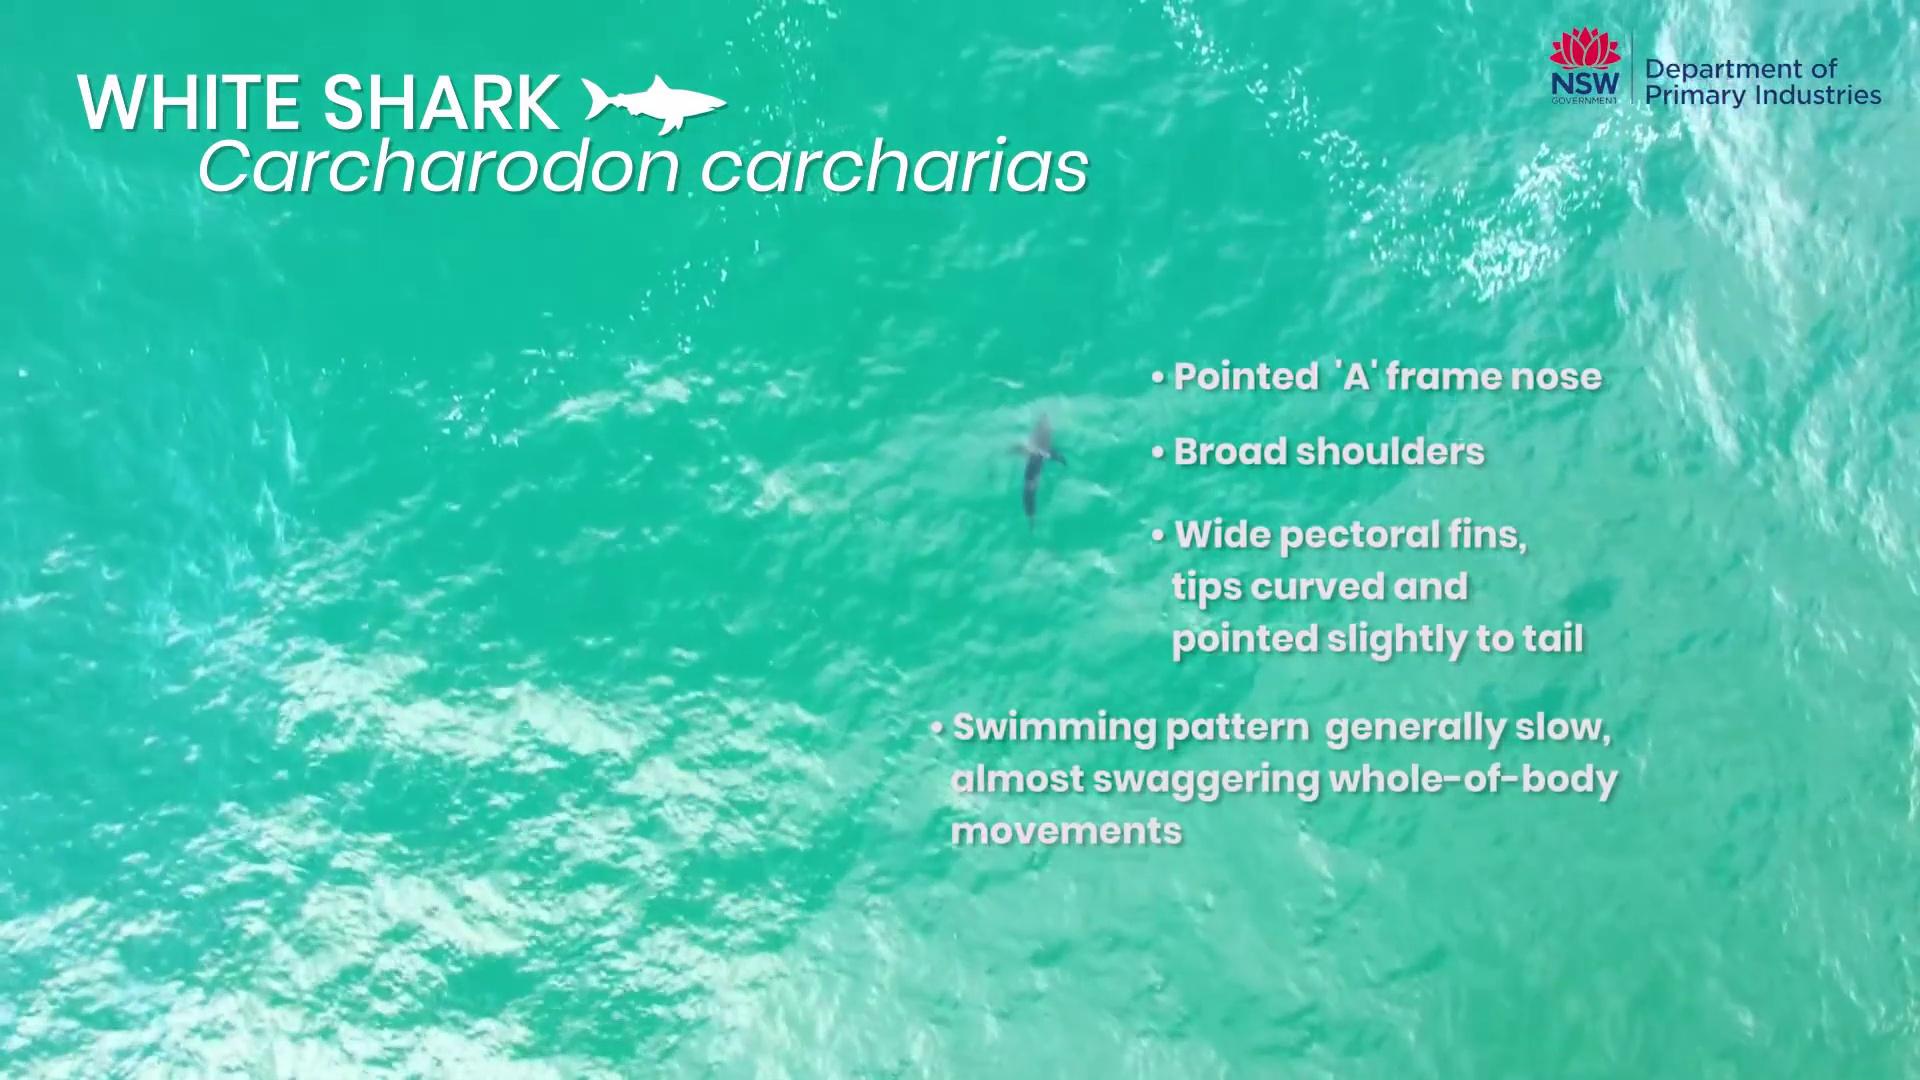 WHITE SHARK
Carcharodon carcharias
NSW
GOVERNMENT
Department of
Primary Industries
• Pointed 'A' frame nose
• Broad shoulders
• Wide pectoral fins,
tips curved and
pointed slightly to tail
• Swimming pattern generally slow,
almost swaggering whole-of-body
movements